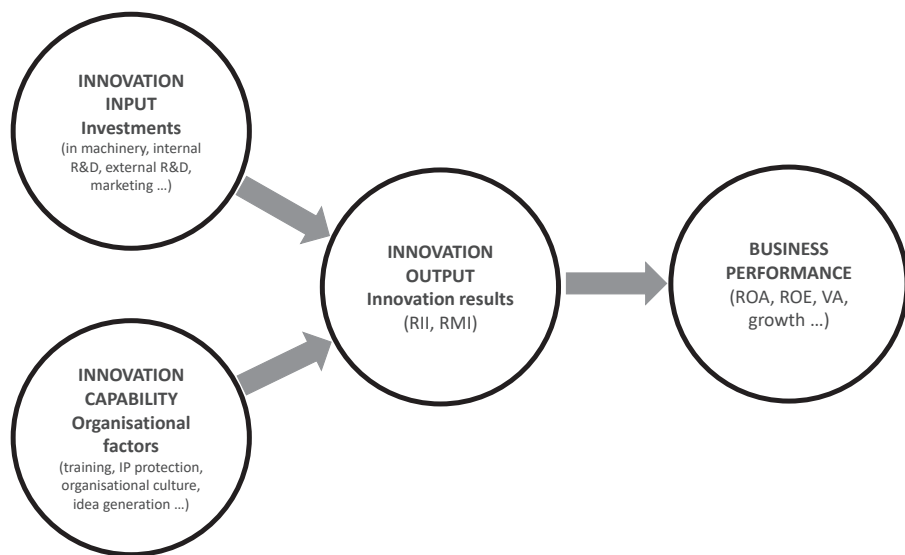 INNOVATION
INPUT
Investments
(in machinery, internal
R&D, external R&D,
marketing ...)
INNOVATION
CAPABILITY
Organisational
factors
(training, IP protection,
organisational culture,
idea generation ...)
INNOVATION
OUTPUT
Innovation results
(RII, RMI)
BUSINESS
PERFORMANCE
(ROA, ROE, VA,
growth ...)